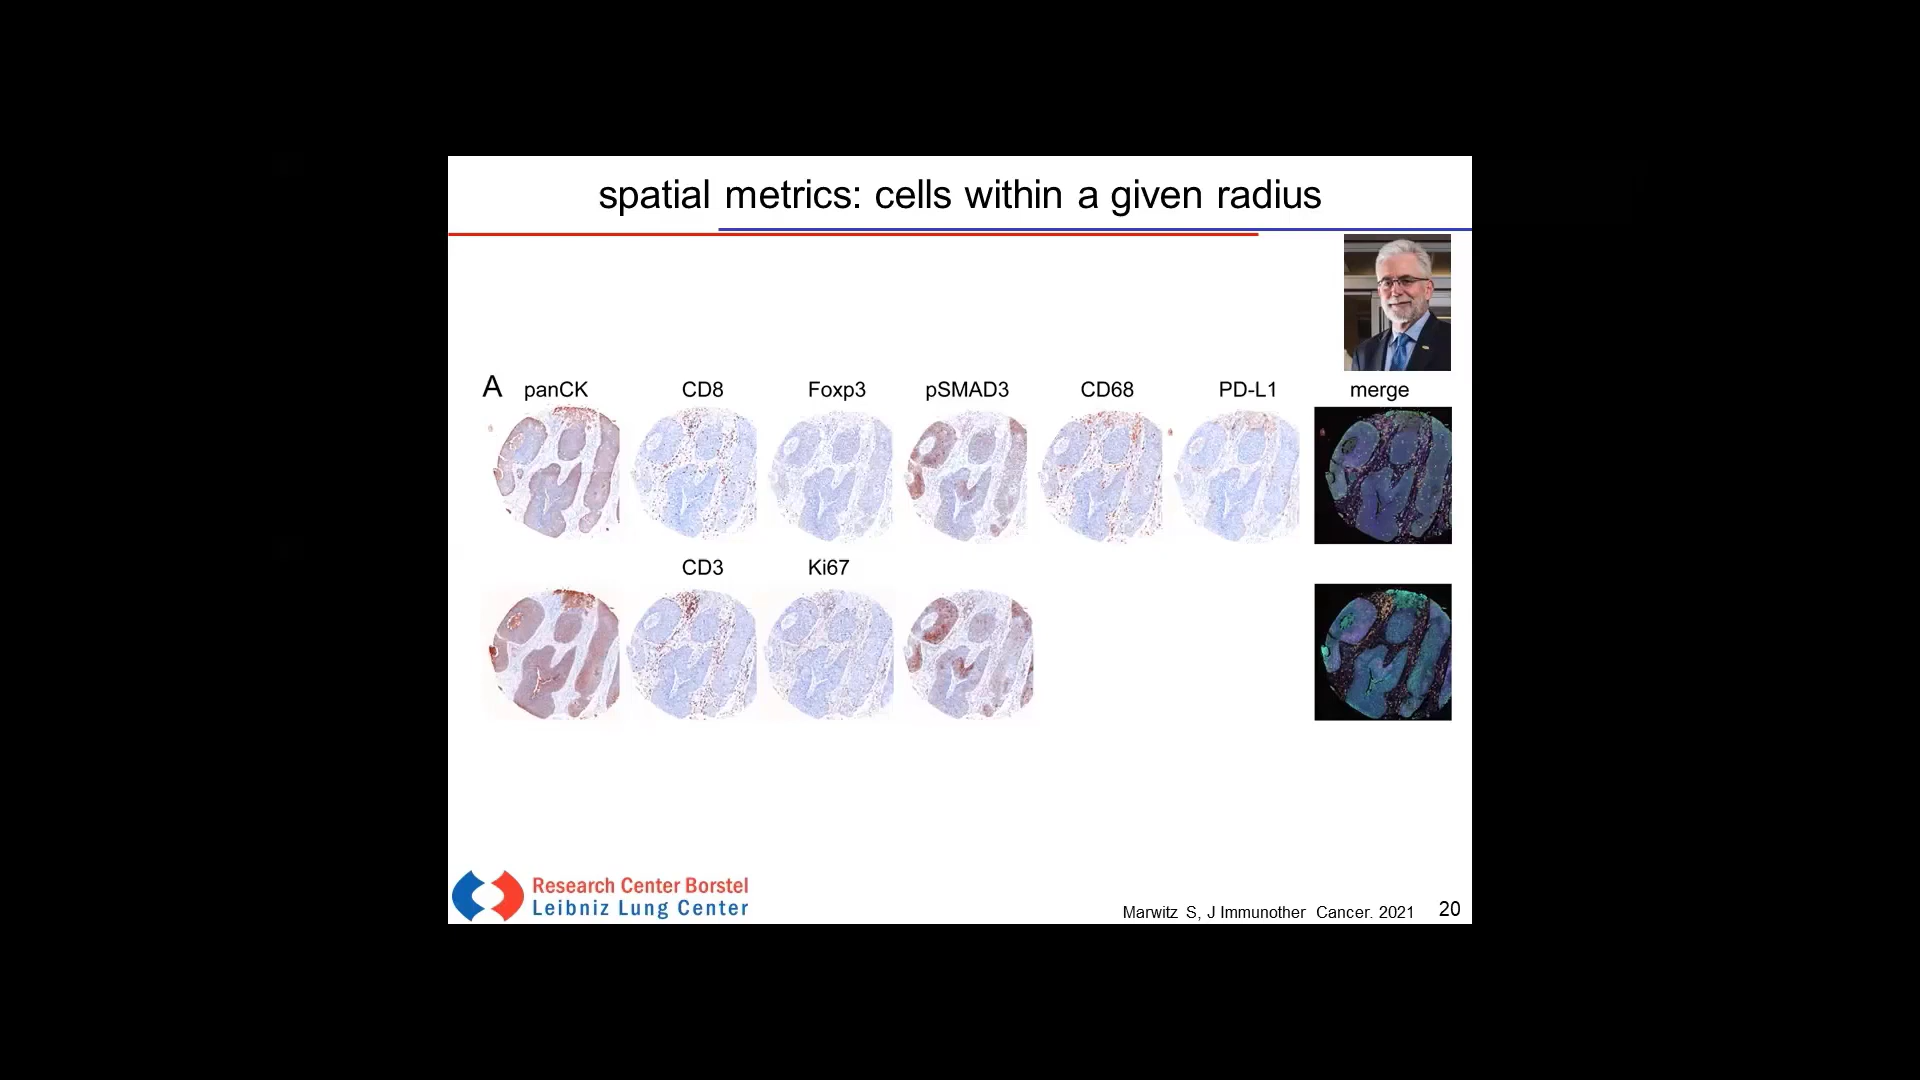 spatial metrics: cells within a given radius
A panCK CD8 Foxp3 pSMAD3 CD68 PD-L1 merge
CD3 Ki67
Research Center Borstel
Leibniz Lung Center
Marwitz S, J Immunother Cancer. 2021 20